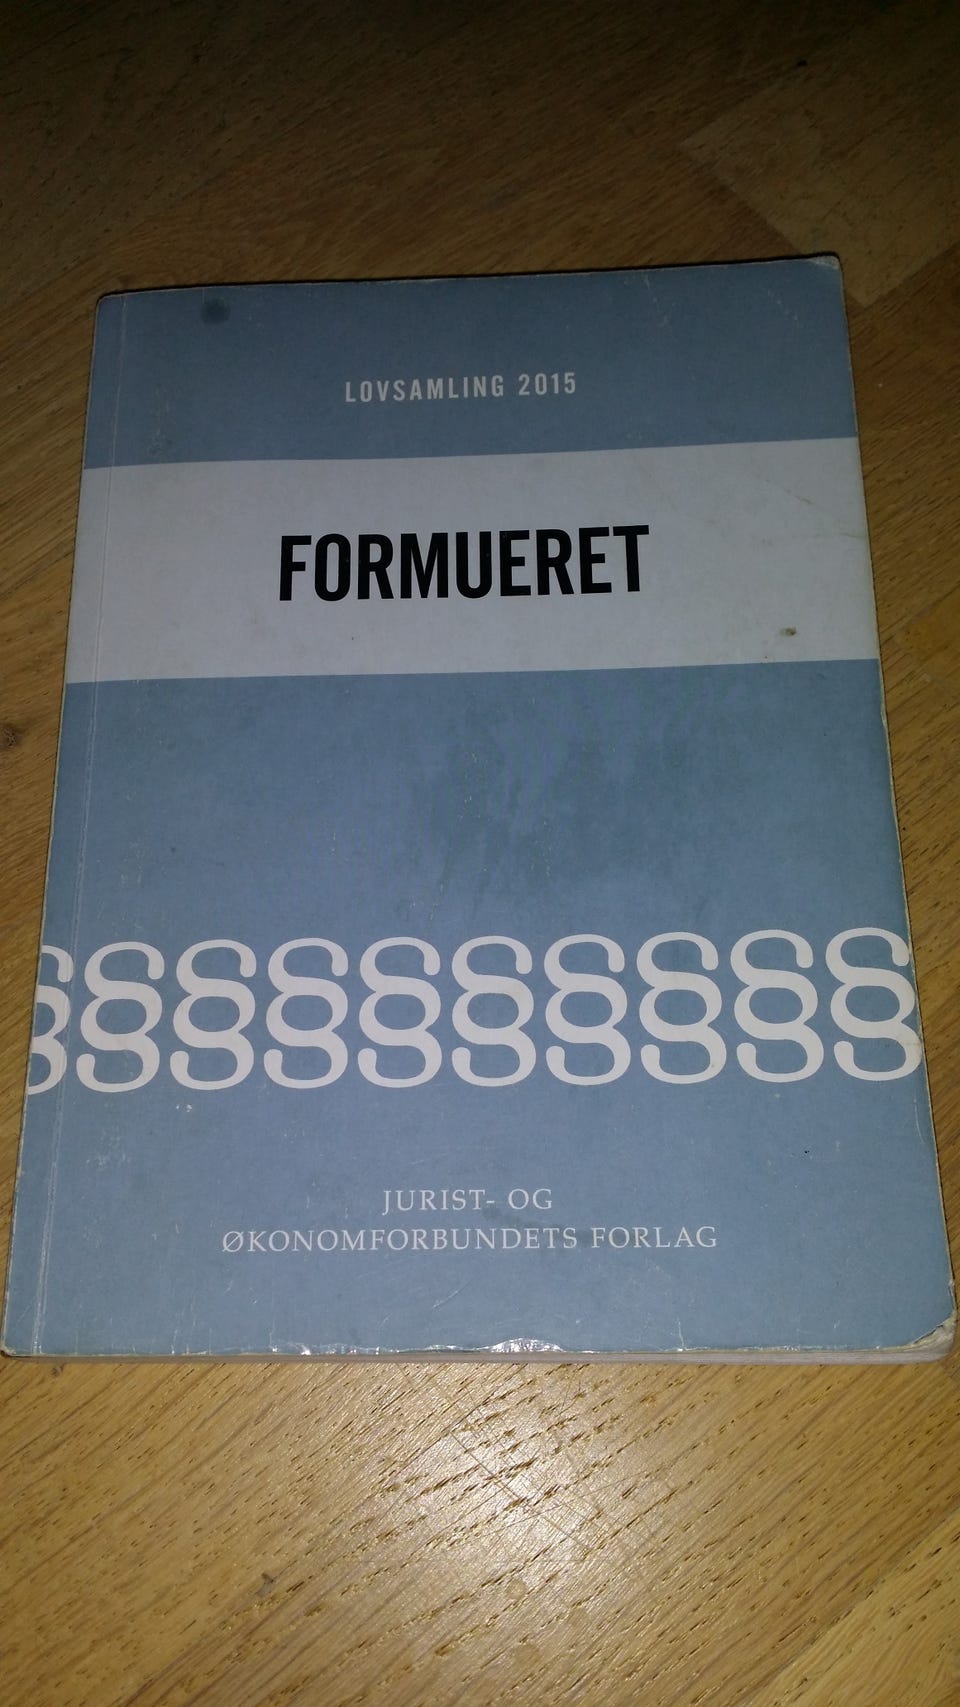 LOVSAMLING 2015
FORMUERET
§§§§§§§§§§
JURIST- OG
ØKONOMFORBUNDETS FORLAG